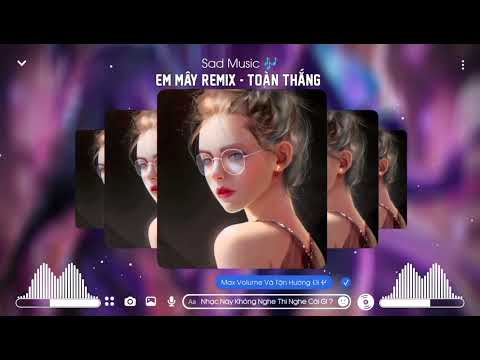 Sad Music 🎶
EM MÂY REMIX - TOÀN THẮNG
Max Volume Và Tận Hưởng Đi
Aa Nhạc Này Không Nghe Thì Nghe Cái Gì ?